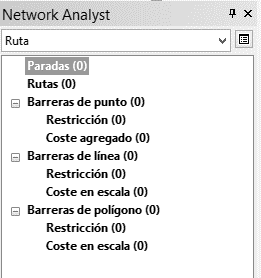 Network Analyst
Ruta
Paradas (0)
Rutas (0)
Barreras de punto (0)
Restricción (0)
Coste agregado (0)
Barreras de línea (0)
Restricción (0)
Coste en escala (0)
Barreras de polígono (0)
Restricción (0)
Coste en escala (0)